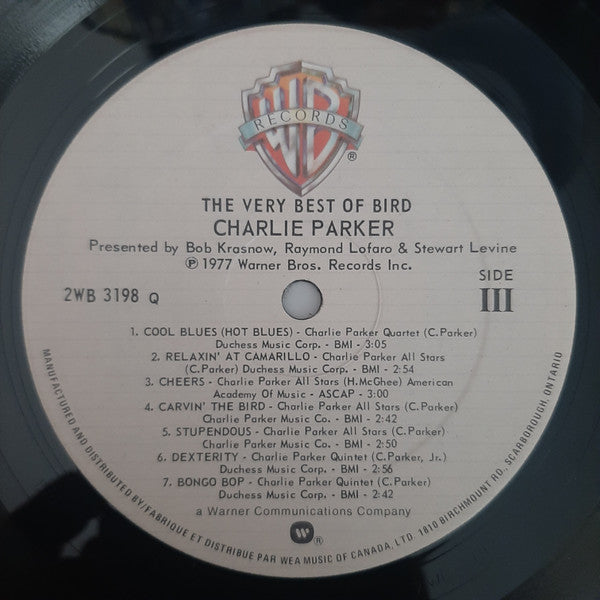 WB
RECORDS
®
THE VERY BEST OF BIRD
CHARLIE PARKER
Presented by Bob Krasnow, Raymond Lofaro & Stewart Levine
℗ 1977 Warner Bros. Records Inc.
2WB 3198 Q
SIDE
III
1. COOL BLUES (HOT BLUES) - Charlie Parker Quartet (C.Parker)
Duchess Music Corp. - BMI - 3:05
2. RELAXIN' AT CAMARILLO - Charlie Parker All Stars
(C.Parker) Duchess Music Corp. - BMI - 2:54
3. CHEERS - Charlie Parker All Stars (H.McGhee) American
Academy Of Music - ASCAP - 3:00
4. CARVIN' THE BIRD - Charlie Parker All Stars (C. Parker)
Charlie Parker Music Co. - BMI - 2:42
5. STUPENDOUS - Charlie Parker All Stars (C. Parker)
Charlie Parker Music Co. - BMI - 2:50
6. DEXTERITY - Charlie Parker Quintet (C.Parker, Jr.)
Duchess Music Corp. - BMI - 2:56
7. BONGO BOP - Charlie Parker Quintet (C.Parker)
Duchess Music Corp. - BMI - 2:42
a Warner Communications Company
®
MANUFACTURED AND DISTRIBUTED BY/FABRIQUE ET DISTRIBUE PAR WEA MUSIC OF CANADA, LTD. 1810 BIRCHMOUNT RD., SCARBOROUGH, ONTARIO